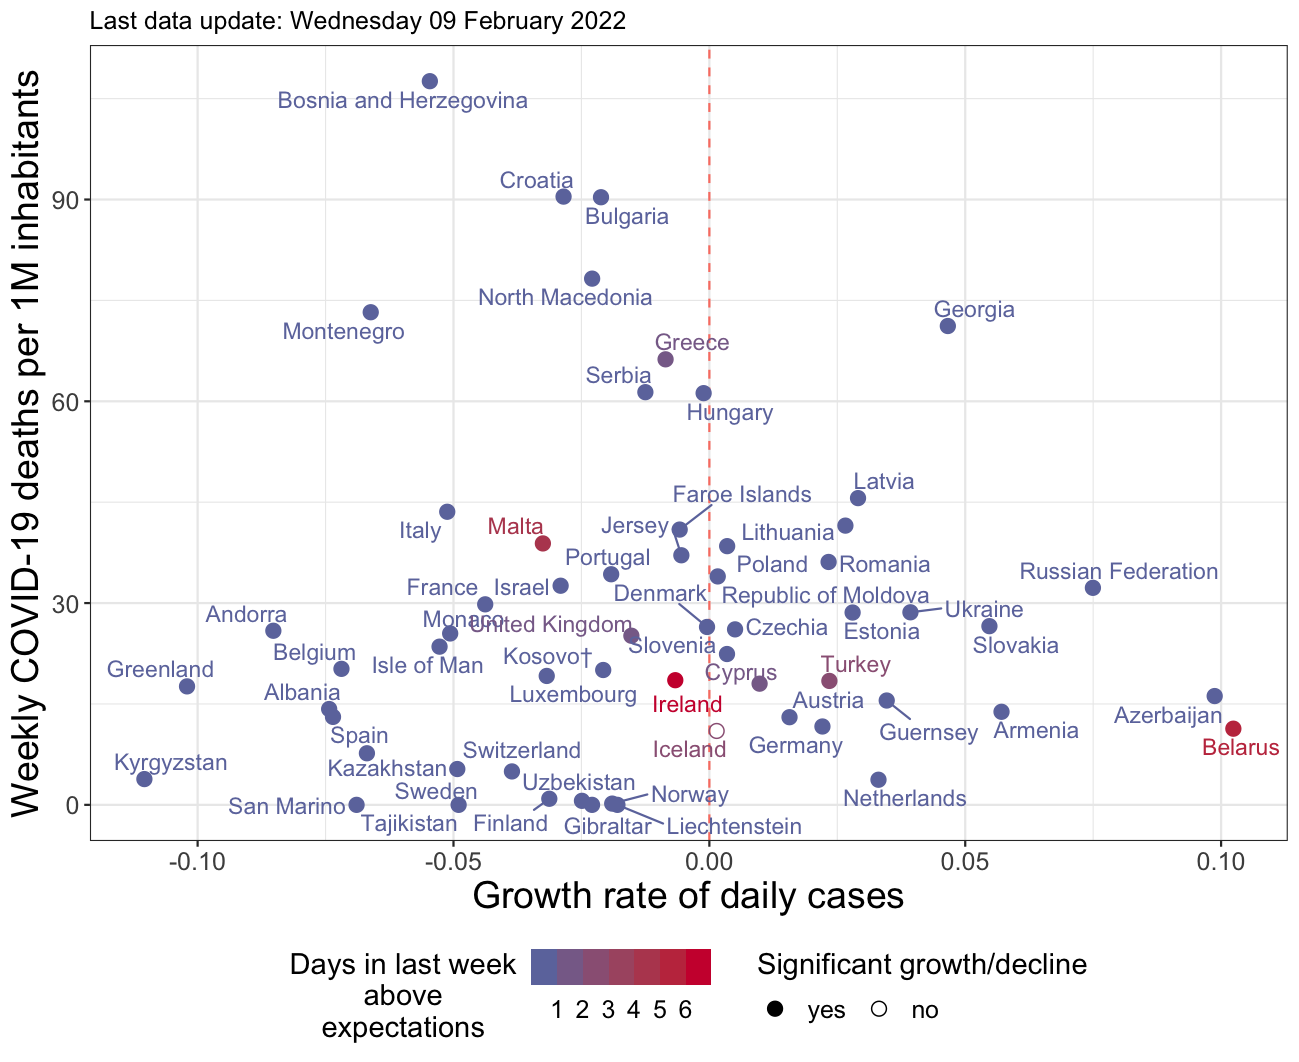 Last data update: Wednesday 09 February 2022
Weekly COVID-19 deaths per 1M inhabitants
Bosnia and Herzegovina
Croatia
90
Bulgaria
North Macedonia
Georgia
Montenegro
Greece
Serbia
60
Hungary
Latvia
Faroe Islands
Jersey
Malta
Italy
Lithuania
Portugal
Poland
Romania
Russian Federation
France
Israel
Denmark
Republic of Moldova
30
Ukraine
Andorra
Monaco
United Kingdom
Czechia
Estonia
Slovenia
Slovakia
Belgium
Kosovo†
Isle of Man
Turkey
Greenland
Cyprus
Albania
Luxembourg
Austria
Ireland
Azerbaijan
Spain
Guernsey
Armenia
Germany
Iceland
Belarus
Switzerland
Kyrgyzstan
Kazakhstan
Uzbekistan
Sweden
Norway
Netherlands
0
San Marino
Tajikistan
Finland
Gibraltar
Liechtenstein
-0.10 -0.05 0.00 0.05 0.10
Growth rate of daily cases
Days in last week
above
expectations
1 2 3 4 5 6
Significant growth/decline
yes no